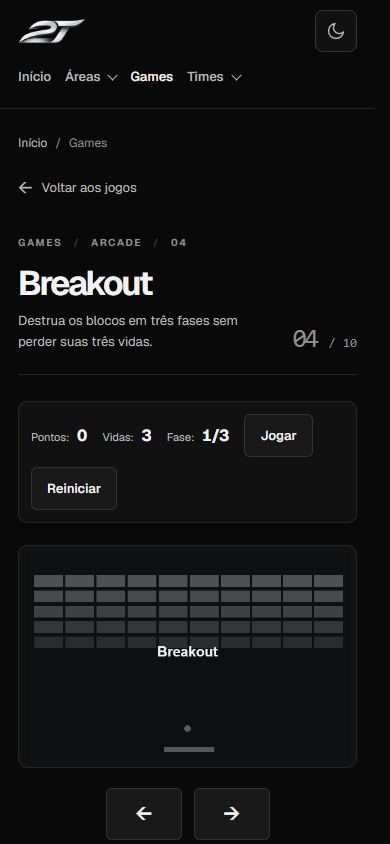 2T
Início Áreas Games Times
Início / Games
← Voltar aos jogos
GAMES / ARCADE / 04
Breakout
Destrua os blocos em três fases sem
perder suas três vidas.
04 / 10
Pontos: 0 Vidas: 3 Fase: 1/3 Jogar
Reiniciar
Breakout
← →